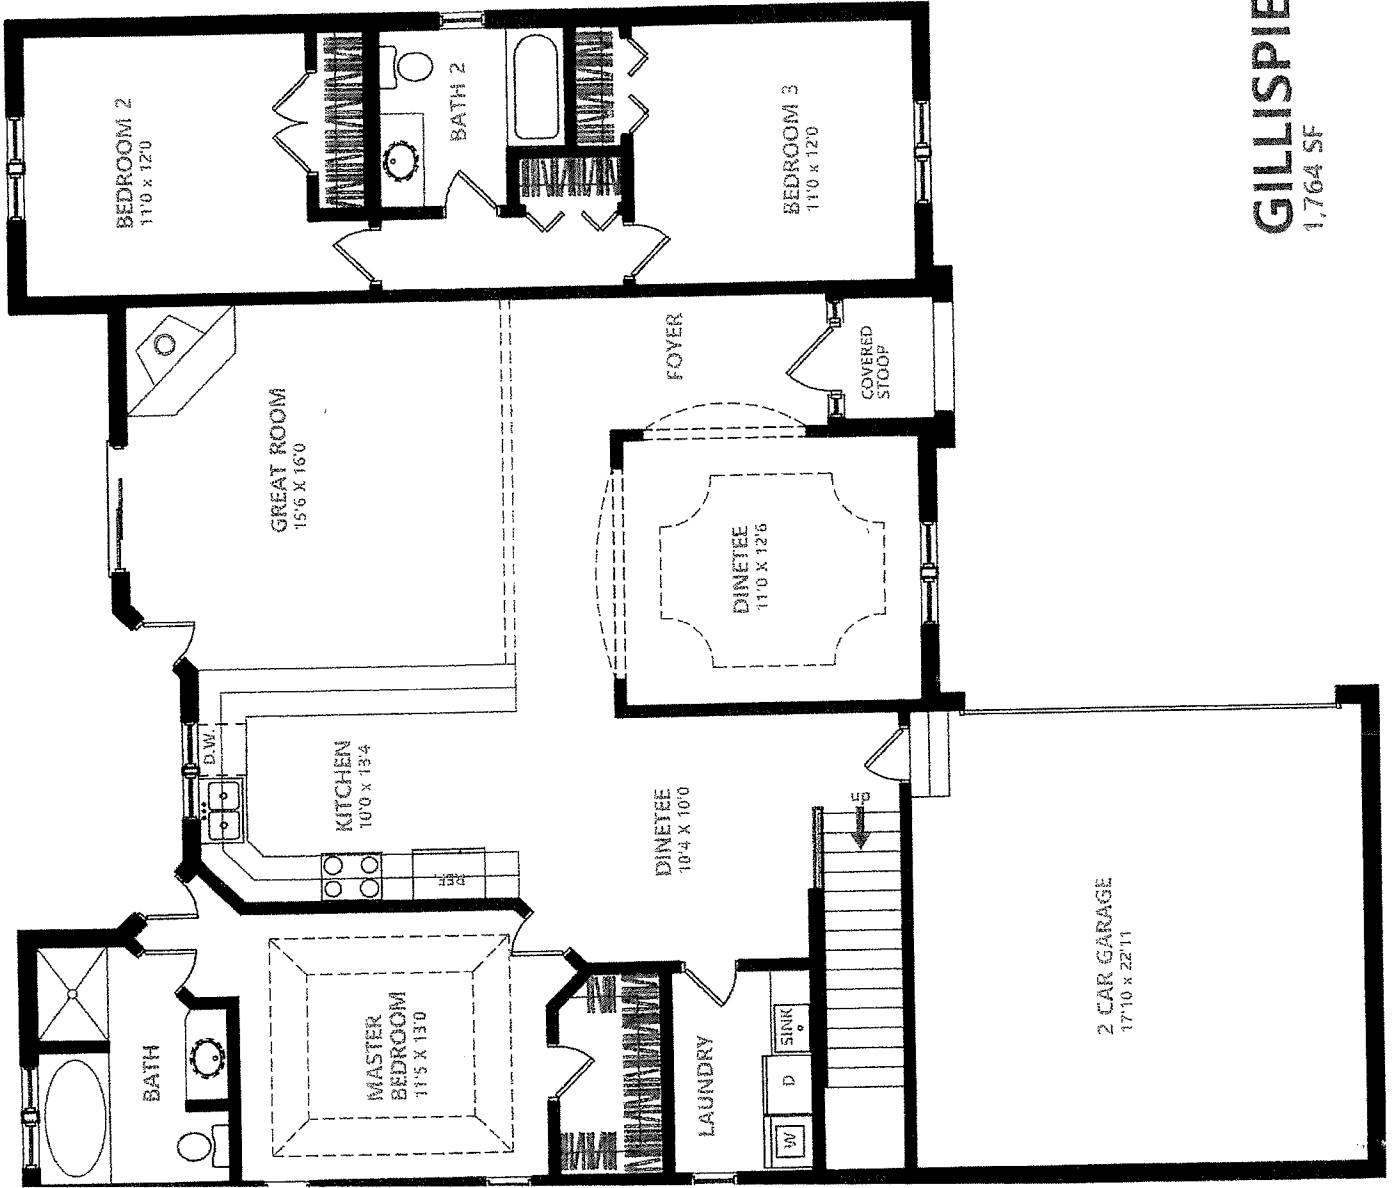 BEDROOM 2
11'0 x 12'0
BATH 2
BEDROOM 3
11'0 x 12'0
GREAT ROOM
15'6 X 16'0
FOYER
COVERED
STOOP
DINETEE
11'0 X 12'6
D.W.
KITCHEN
10'0 x 13'4
REF.
DINETEE
10'4 X 10'0
UP
BATH
MASTER
BEDROOM
11'5 X 13'0
LAUNDRY
SINK
D
W
2 CAR GARAGE
17'10 x 22'11
GILLISPIE
1,764 SF